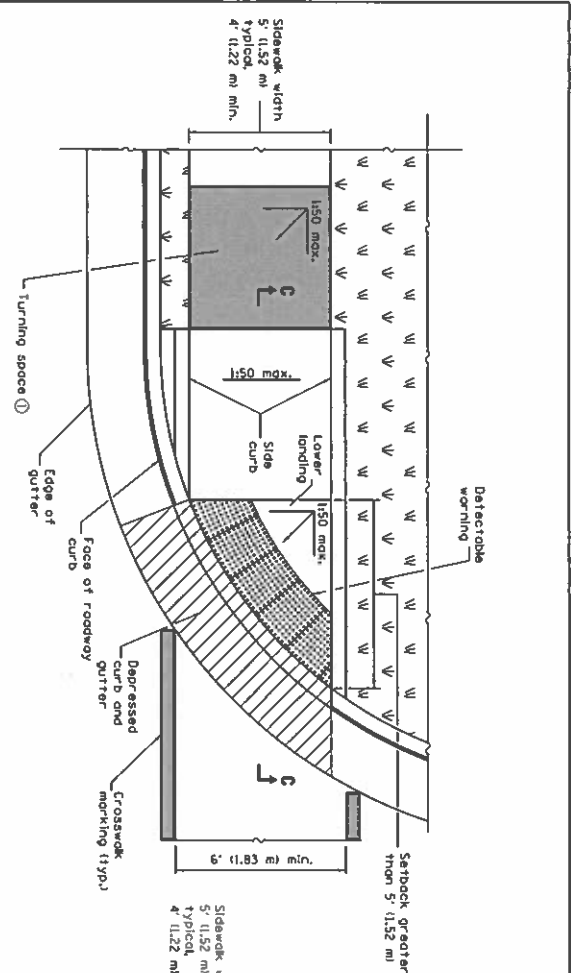 Sidewalk width
5' (1.52 m)
typical,
4' (1.22 m) min.
1:50 max.
C
Turning space ①
1:50 max.
Side
curb
Lower
landing
1:50 max.
Detectable
warning
Setback greater
than 5' (1.52 m)
Edge of
gutter
Face of roadway
curb
Depressed
curb and
gutter
C
Crosswalk
marking (typ.)
6' (1.83 m) min.
5' (1.52 m)
typical,
4' (1.22 m)